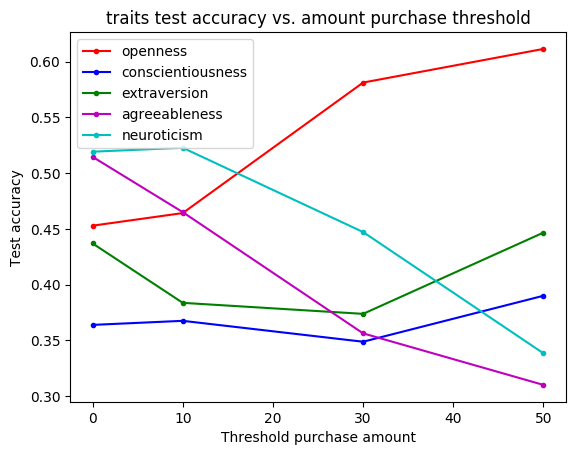 traits test accuracy vs. amount purchase threshold
openness
conscientiousness
extraversion
agreeableness
neuroticism
Test accuracy
0.60
0.55
0.50
0.45
0.40
0.35
0.30
0 10 20 30 40 50
Threshold purchase amount